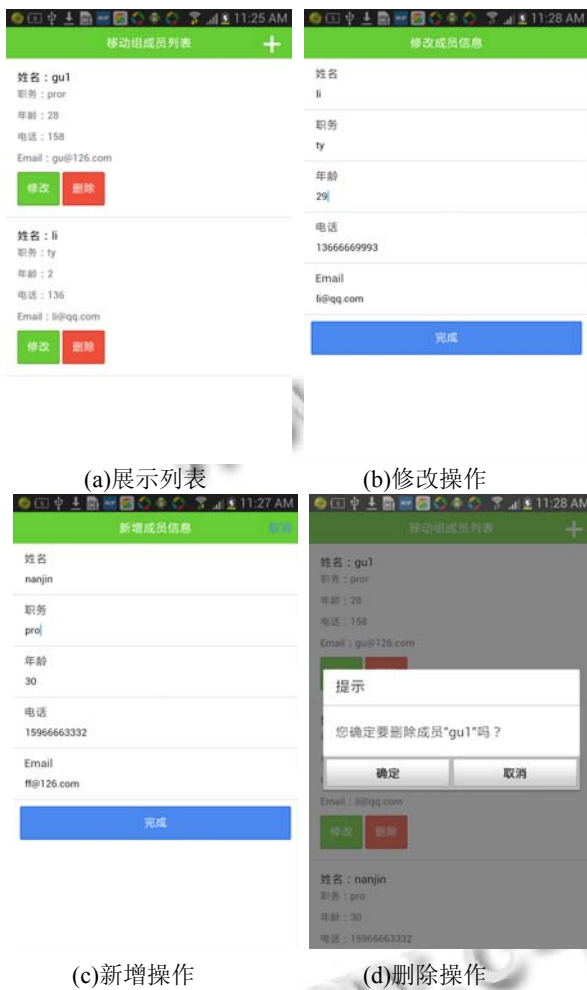 11:25 AM
移动组成员列表
姓名：gu1
职务：pror
年龄：28
电话：158
Email：gu@126.com
修改 删除
姓名：li
职务：ty
年龄：2
电话：136
Email：li@qq.com
修改 删除
(a)展示列表
11:28 AM
修改成员信息
姓名
li
职务
ty
年龄
29
电话
13666669993
Email
li@qq.com
完成
(b)修改操作
11:27 AM
新增成员信息 取消
姓名
nanjin
职务
pro
年龄
30
电话
15966663332
Email
ff@126.com
完成
(c)新增操作
11:28 AM
移动组成员列表
姓名：gu1
职务：pror
年龄：28
电话：158
Email：gu@126.com
提示
您确定要删除成员"gu1"吗？
确定 取消
Email：li@qq.com
修改 删除
姓名：nanjin
职务：pro
年龄：30
电话：15966663332
(d)删除操作